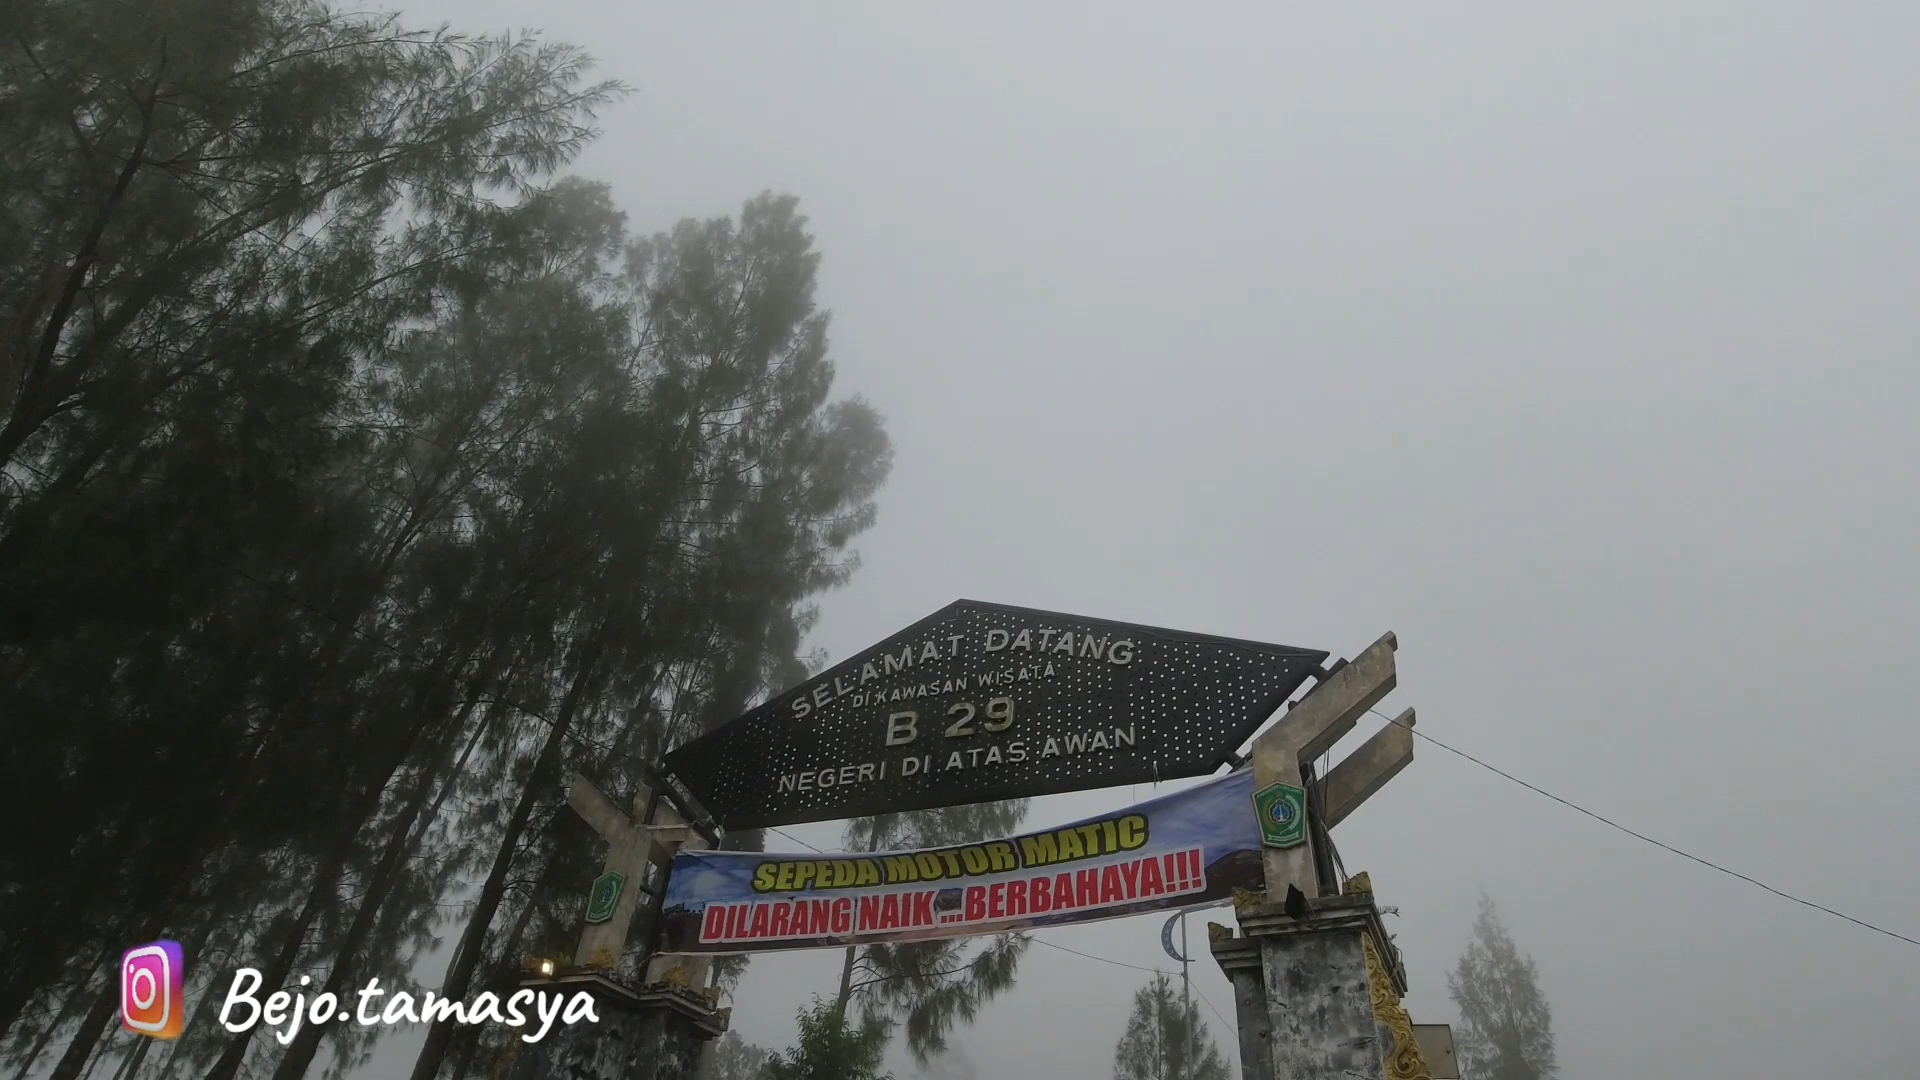 SELAMAT DATANG
DI KAWASAN WISATA
B 29
NEGERI DI ATAS AWAN
SEPEDA MOTOR MATIC
DILARANG NAIK ...BERBAHAYA!!!
Bejo.tamasya